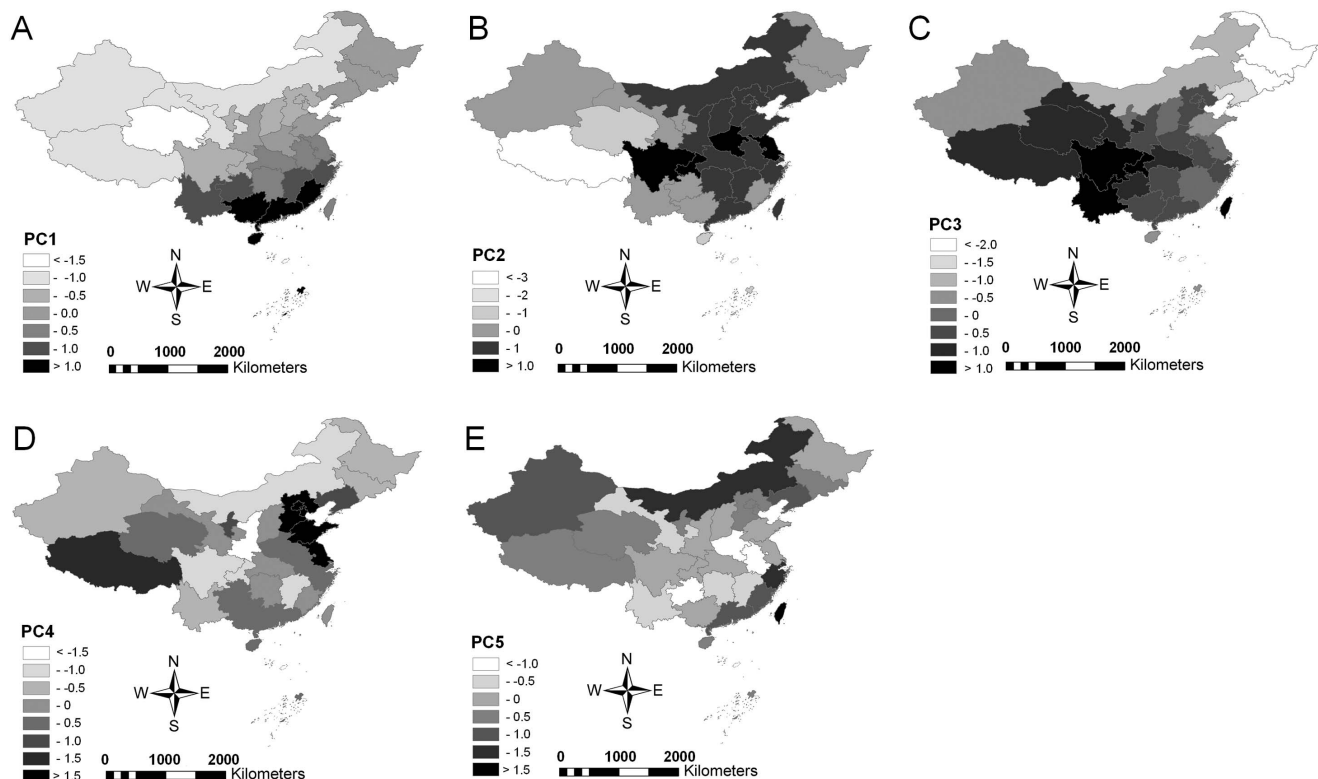 A
PC1
< -1.5
- -1.0
- -0.5
- 0.0
- 0.5
- 1.0
> 1.0
N
W E
S
0 1000 2000
Kilometers
B
PC2
< -3
- -2
- -1
- 0
- 1
> 1.0
N
W E
S
0 1000 2000
Kilometers
C
PC3
< -2.0
- -1.5
- -1.0
- -0.5
- 0
- 0.5
- 1.0
> 1.0
N
W E
S
0 1000 2000
Kilometers
D
PC4
< -1.5
- -1.0
- -0.5
- 0
- 0.5
- 1.0
- 1.5
> 1.5
N
W E
S
0 1000 2000
Kilometers
E
PC5
< -1.0
- -0.5
- 0
- 0.5
- 1.0
- 1.5
> 1.5
N
W E
S
0 1000 2000
Kilometers